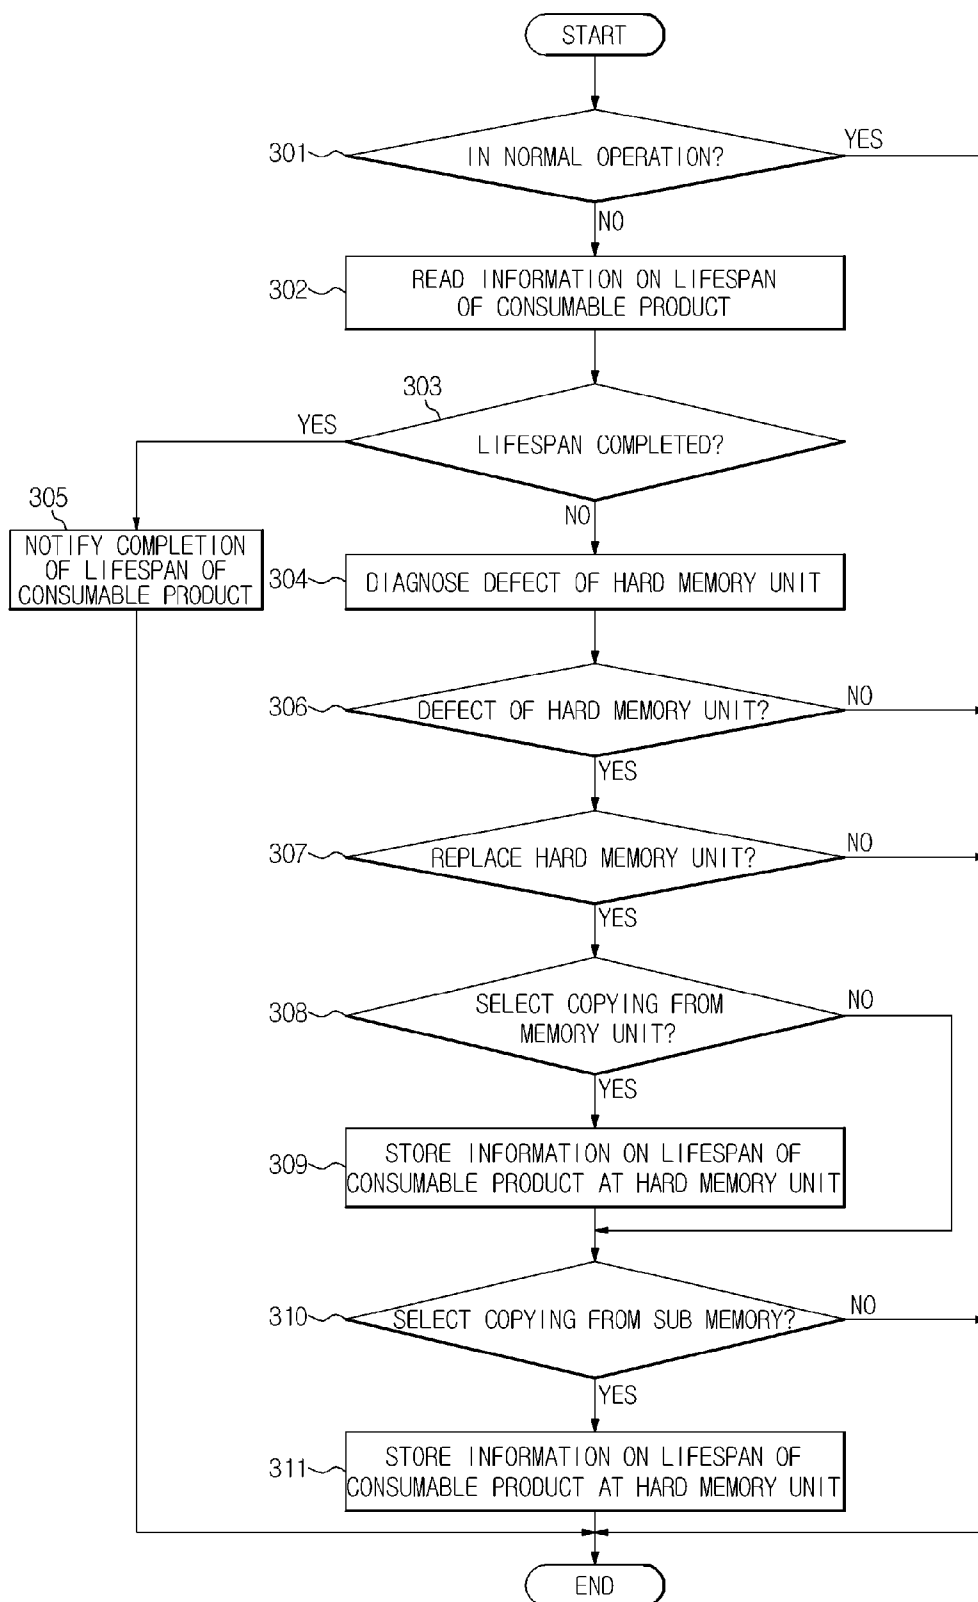 START
301
IN NORMAL OPERATION?
YES
NO
302
READ INFORMATION ON LIFESPAN
OF CONSUMABLE PRODUCT
303
YES
LIFESPAN COMPLETED?
NO
305
NOTIFY COMPLETION
OF LIFESPAN OF
CONSUMABLE PRODUCT
304
DIAGNOSE DEFECT OF HARD MEMORY UNIT
306
DEFECT OF HARD MEMORY UNIT?
NO
YES
307
REPLACE HARD MEMORY UNIT?
NO
YES
308
SELECT COPYING FROM
MEMORY UNIT?
NO
YES
309
STORE INFORMATION ON LIFESPAN OF
CONSUMABLE PRODUCT AT HARD MEMORY UNIT
310
SELECT COPYING FROM SUB MEMORY?
NO
YES
311
STORE INFORMATION ON LIFESPAN OF
CONSUMABLE PRODUCT AT HARD MEMORY UNIT
END